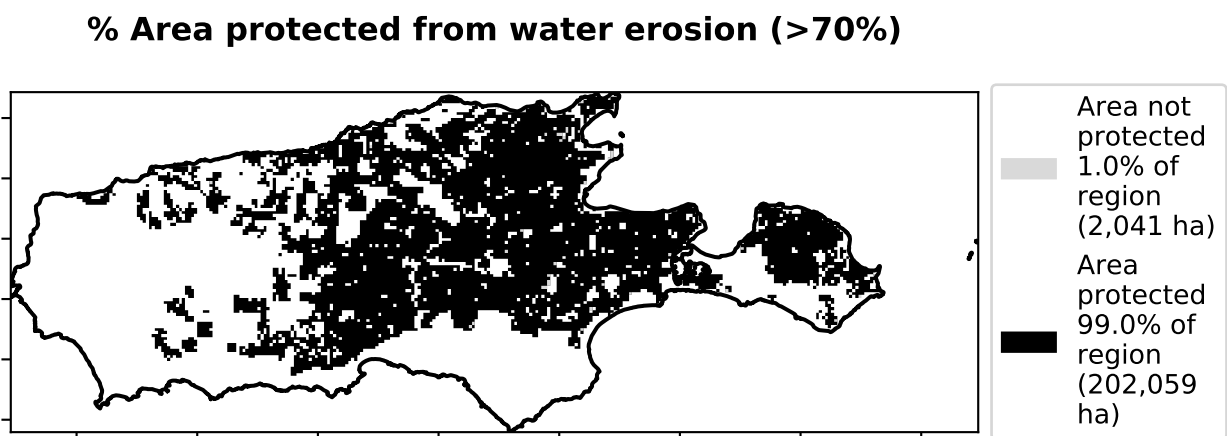 % Area protected from water erosion (>70%)
Area not
protected
1.0% of
region
(2,041 ha)
Area
protected
99.0% of
region
(202,059
ha)